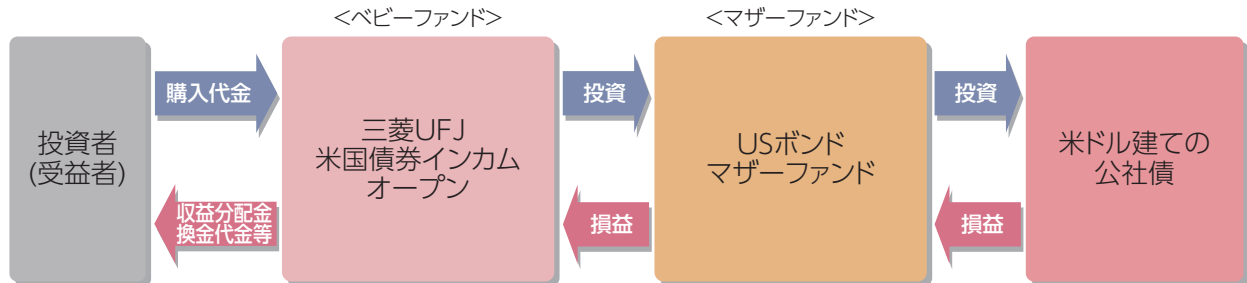 <ベビーファンド>
<マザーファンド>
投資者
(受益者)
購入代金
収益分配金
換金代金等
三菱UFJ
米国債券インカム
オープン
投資
損益
USボンド
マザーファンド
投資
損益
米ドル建ての
公社債